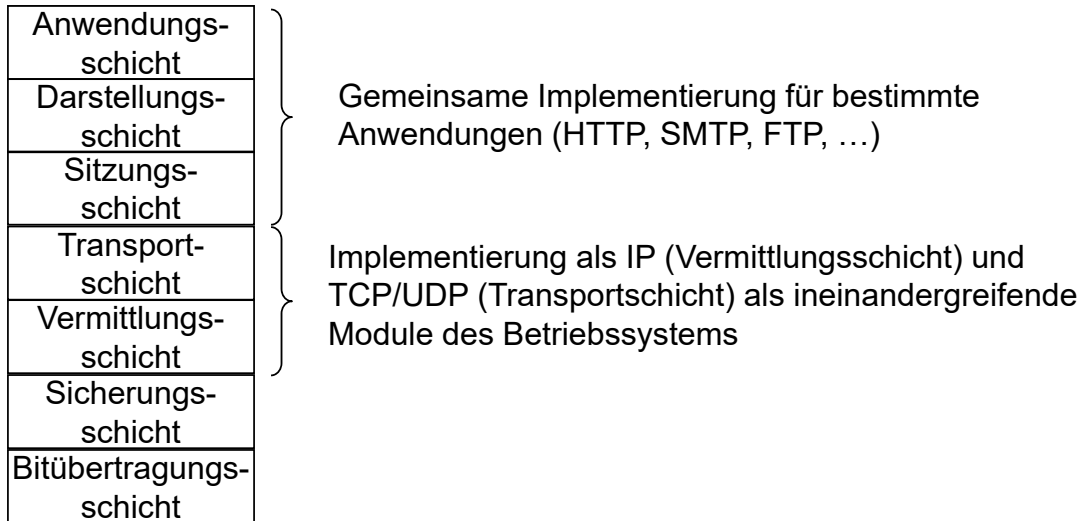 Anwendungs-
schicht
Darstellungs-
schicht
Sitzungs-
schicht
Gemeinsame Implementierung für bestimmte
Anwendungen (HTTP, SMTP, FTP, …)
Transport-
schicht
Vermittlungs-
schicht
Implementierung als IP (Vermittlungsschicht) und
TCP/UDP (Transportschicht) als ineinandergreifende
Module des Betriebssystems
Sicherungs-
schicht
Bitübertragungs-
schicht